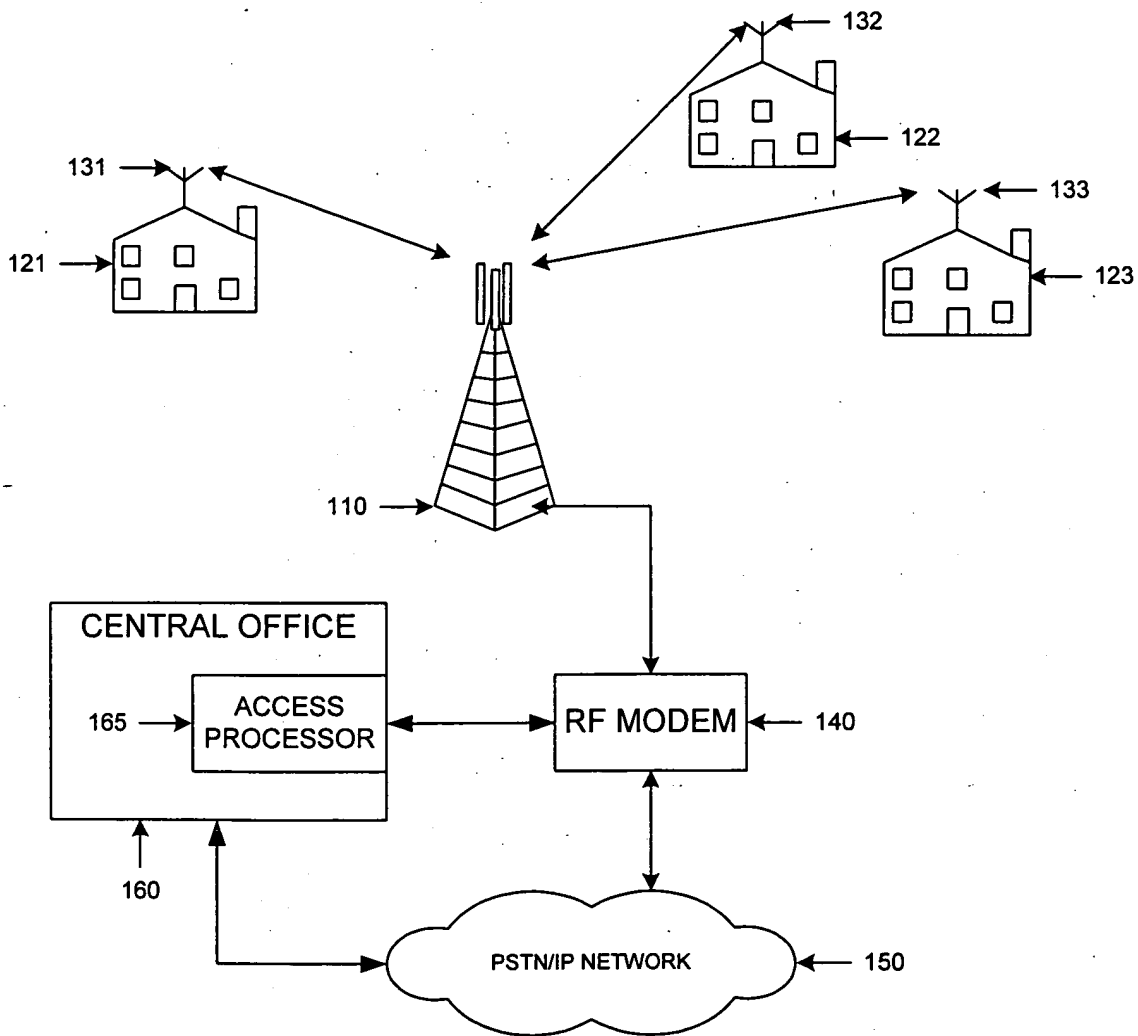 132
122
131
133
121
123
110
CENTRAL OFFICE
165
ACCESS
PROCESSOR
RF MODEM
140
160
PSTN/IP NETWORK
150